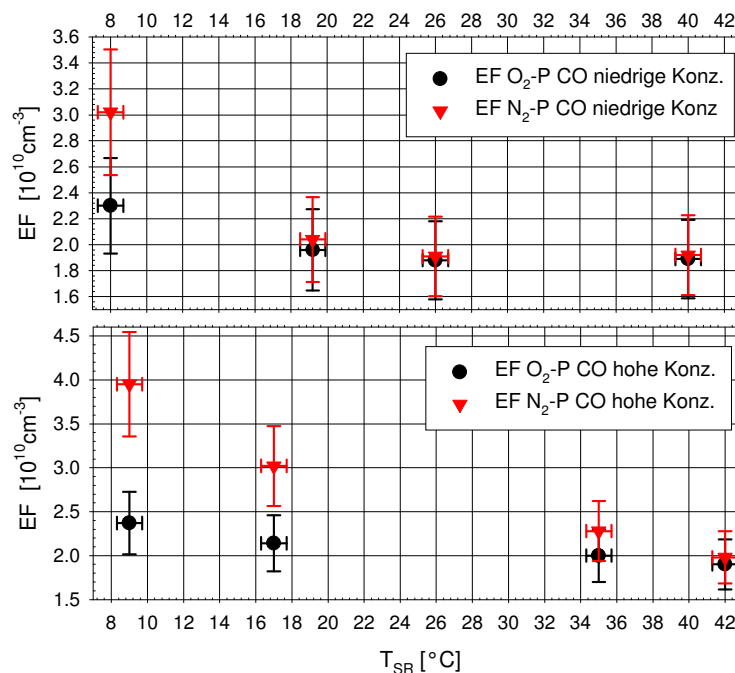 8 10 12 14 16 18 20 22 24 26 28 30 32 34 36 38 40 42
3.6
3.4
3.2
3.0
2.8
2.6
2.4
2.2
2.0
1.8
1.6
EF [10¹⁰cm⁻³]
EF O₂-P CO niedrige Konz.
EF N₂-P CO niedrige Konz
4.5
4.0
3.5
3.0
2.5
2.0
1.5
EF [10¹⁰cm⁻³]
EF O₂-P CO hohe Konz.
EF N₂-P CO hohe Konz.
8 10 12 14 16 18 20 22 24 26 28 30 32 34 36 38 40 42
T_SR [°C]